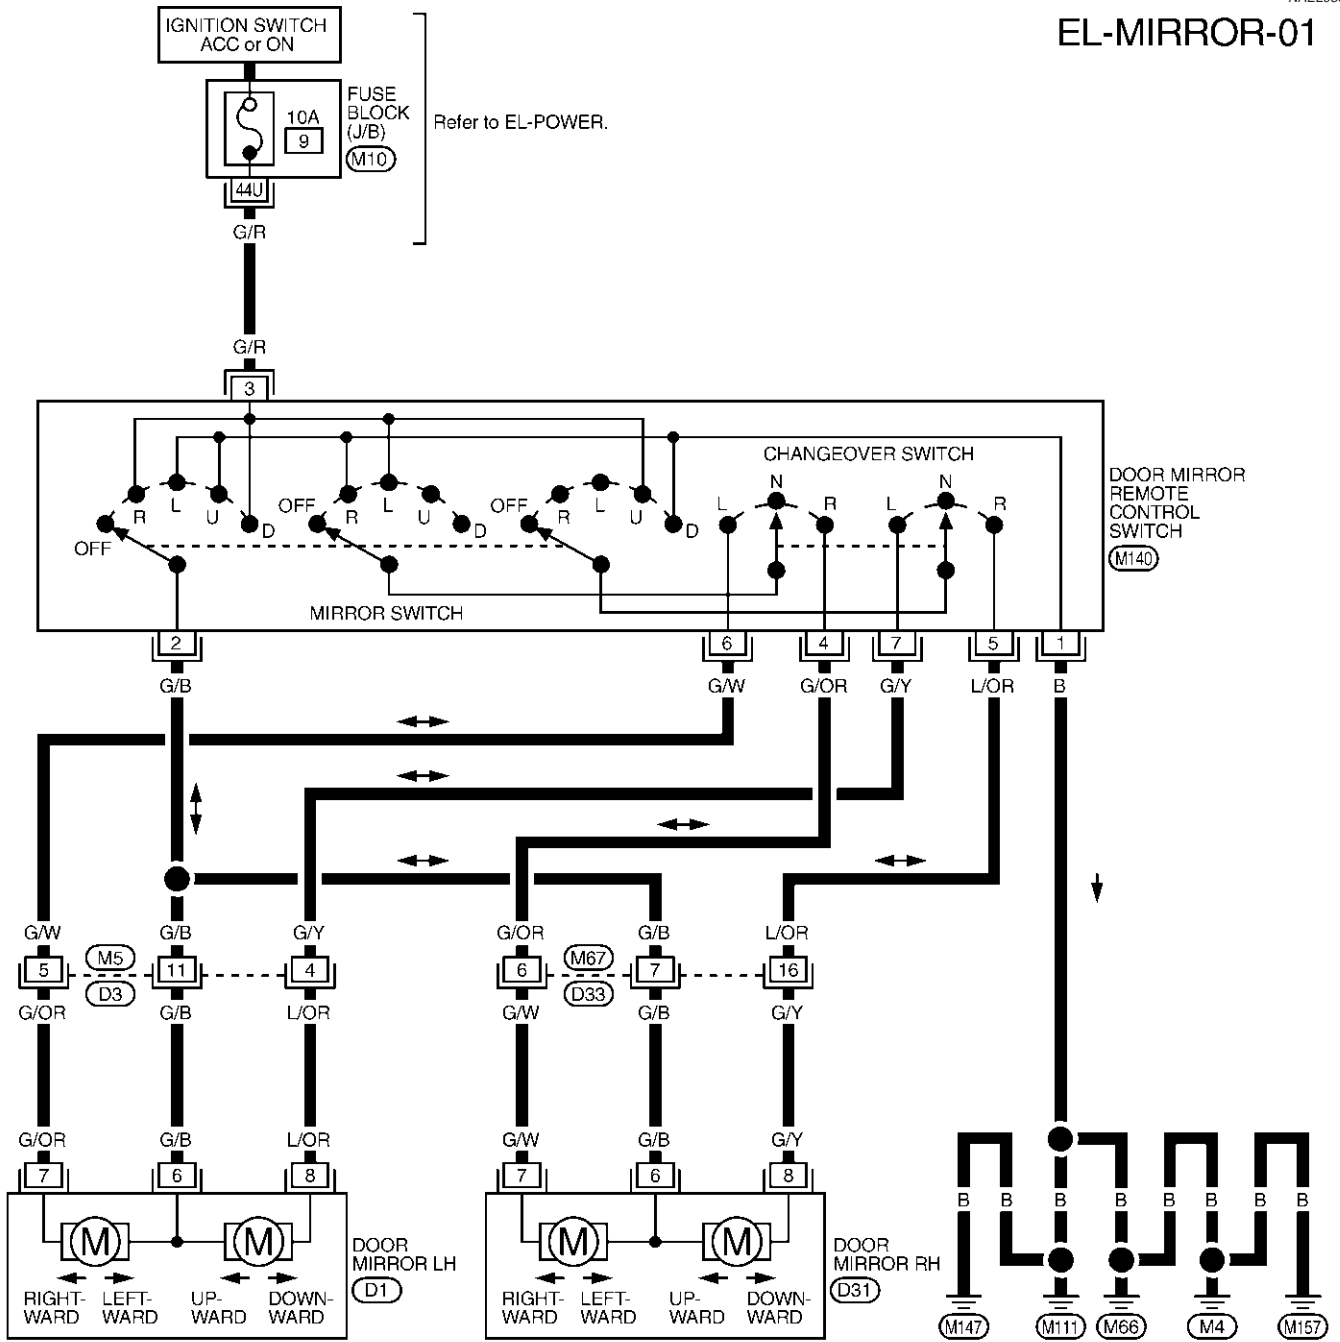 EL-MIRROR-01
IGNITION SWITCH
ACC or ON
FUSE
BLOCK
(J/B)
M10
10A
9
Refer to EL-POWER.
44U
G/R
G/R
3
CHANGEOVER SWITCH
OFF R L U D
OFF R L U D
OFF R L U D
L N R
L N R
MIRROR SWITCH
DOOR MIRROR
REMOTE
CONTROL
SWITCH
M140
2 6 4 7 5 1
G/B G/W G/OR G/Y L/OR B
G/W G/B G/Y G/OR G/B L/OR
5 M5 11 4 6 M67 7 16
D3 D33
G/OR G/B L/OR G/W G/B G/Y
G/OR G/B L/OR G/W G/B G/Y
7 6 8 7 6 8
B B B B B B B B
M M M M
DOOR
MIRROR LH
D1
DOOR
MIRROR RH
D31
RIGHT- LEFT- UP- DOWN- RIGHT- LEFT- UP- DOWN-
WARD WARD WARD WARD WARD WARD WARD WARD
M147 M111 M66 M4 M157